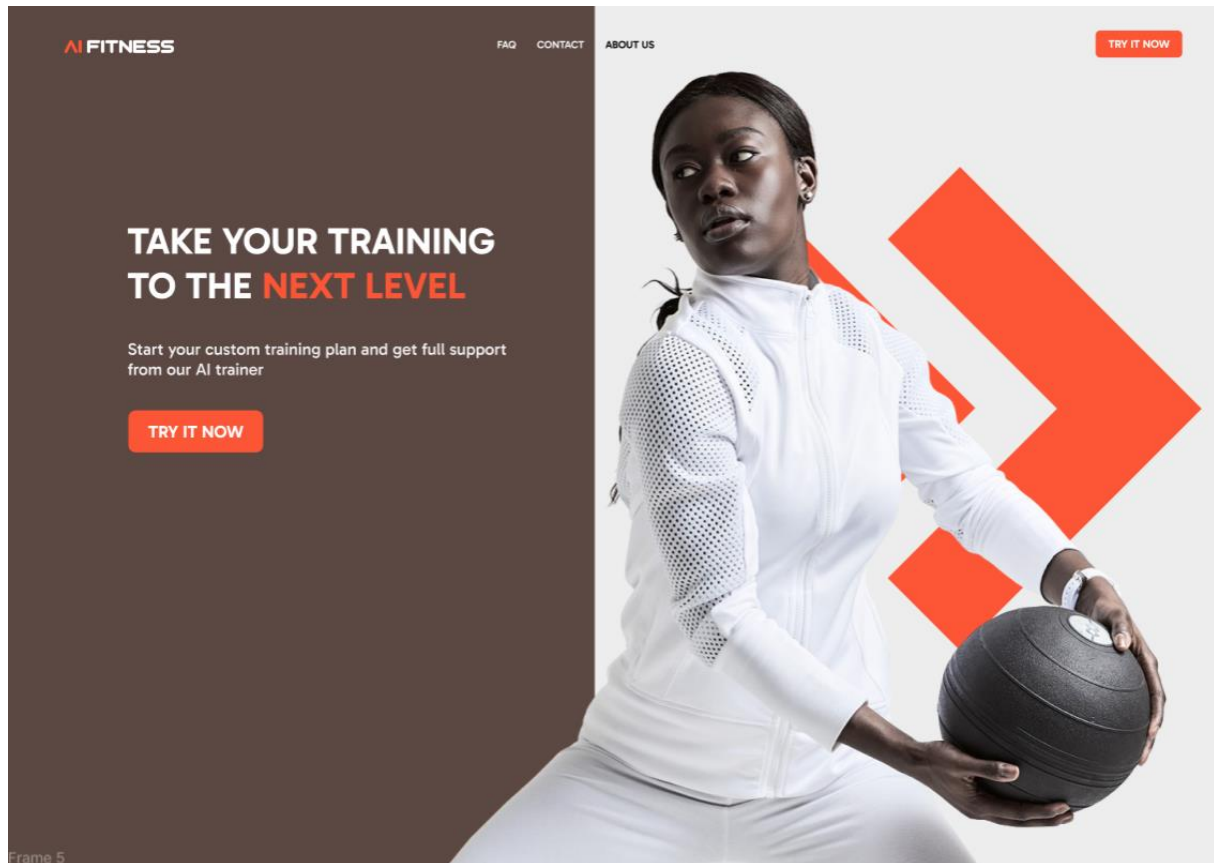 AI FITNESS
FAQ CONTACT ABOUT US
TRY IT NOW
TAKE YOUR TRAINING
TO THE NEXT LEVEL
Start your custom training plan and get full support
from our AI trainer
TRY IT NOW
Frame 5